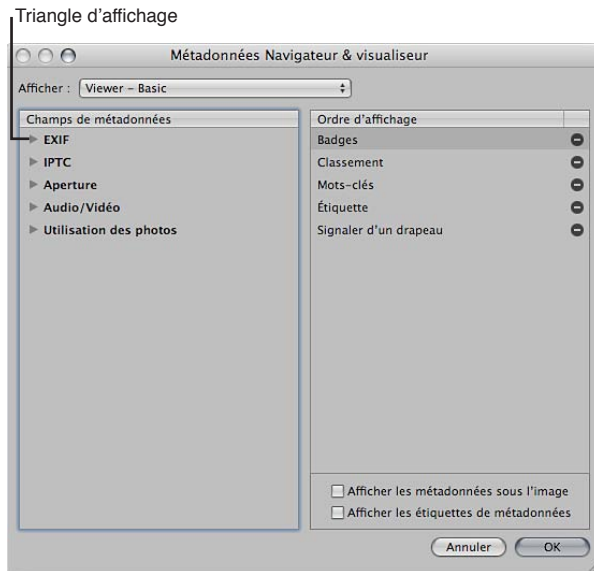 Triangle d’affichage
Métadonnées Navigateur & visualiseur
Afficher : Viewer – Basic
Champs de métadonnées
EXIF
IPTC
Aperture
Audio/Vidéo
Utilisation des photos
Ordre d’affichage
Badges
Classement
Mots-clés
Étiquette
Signaler d’un drapeau
Afficher les métadonnées sous l’image
Afficher les étiquettes de métadonnées
Annuler OK